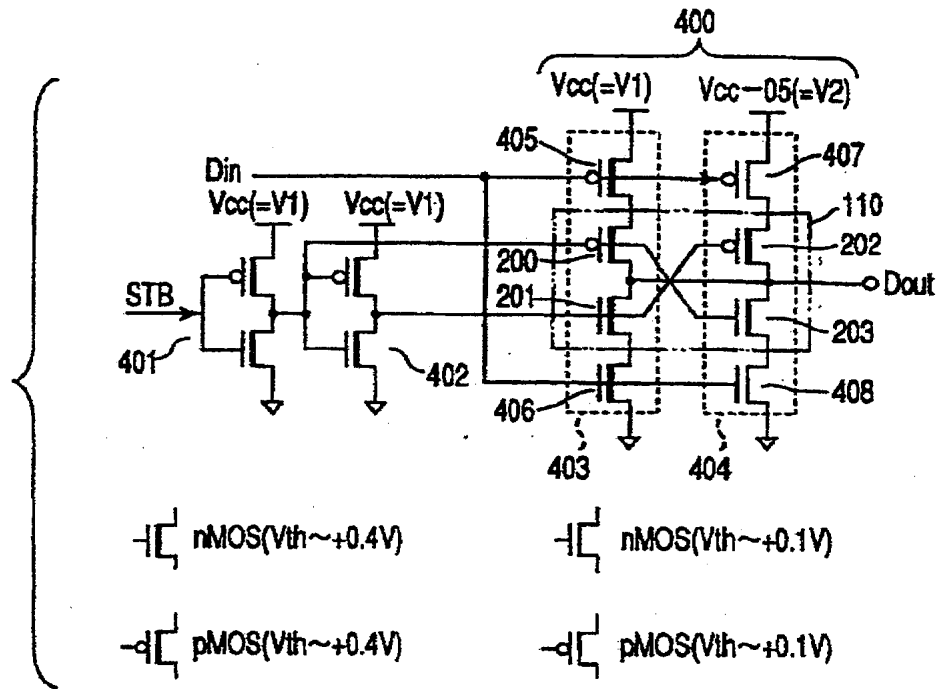 400
Vcc(=V1) Vcc-05(=V2)
405
407
Din
Vcc(=V1) Vcc(=V1)
110
200
202
STB
201
Dout
203
401
402
406
408
403
404
nMOS(Vth~+0.4V) nMOS(Vth~+0.1V)
pMOS(Vth~+0.4V) pMOS(Vth~+0.1V)